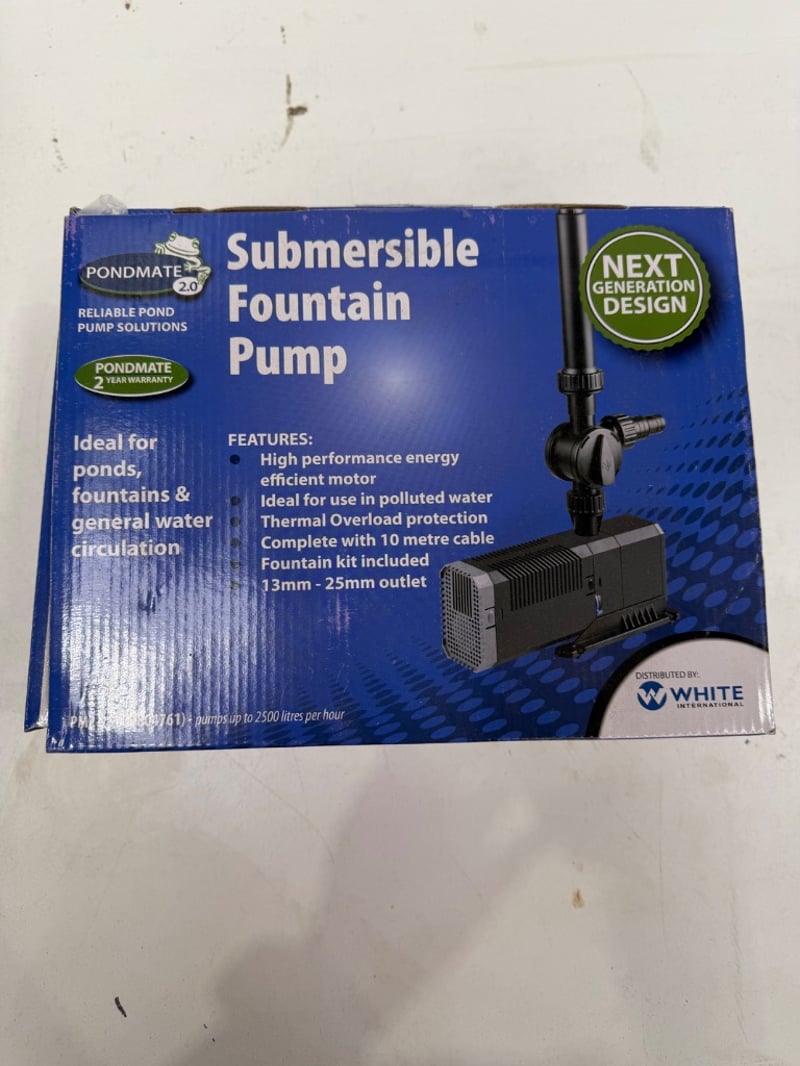 PONDMATE
2.0
RELIABLE POND
PUMP SOLUTIONS
PONDMATE
2 YEAR WARRANTY
Ideal for
ponds,
fountains &
general water
circulation
Submersible
Fountain
Pump
NEXT
GENERATION
DESIGN
FEATURES:
High performance energy
efficient motor
Ideal for use in polluted water
Thermal Overload protection
Complete with 10 metre cable
Fountain kit included
13mm - 25mm outlet
- pumps up to 2500 litres per hour
DISTRIBUTED BY:
WHITE
INTERNATIONAL